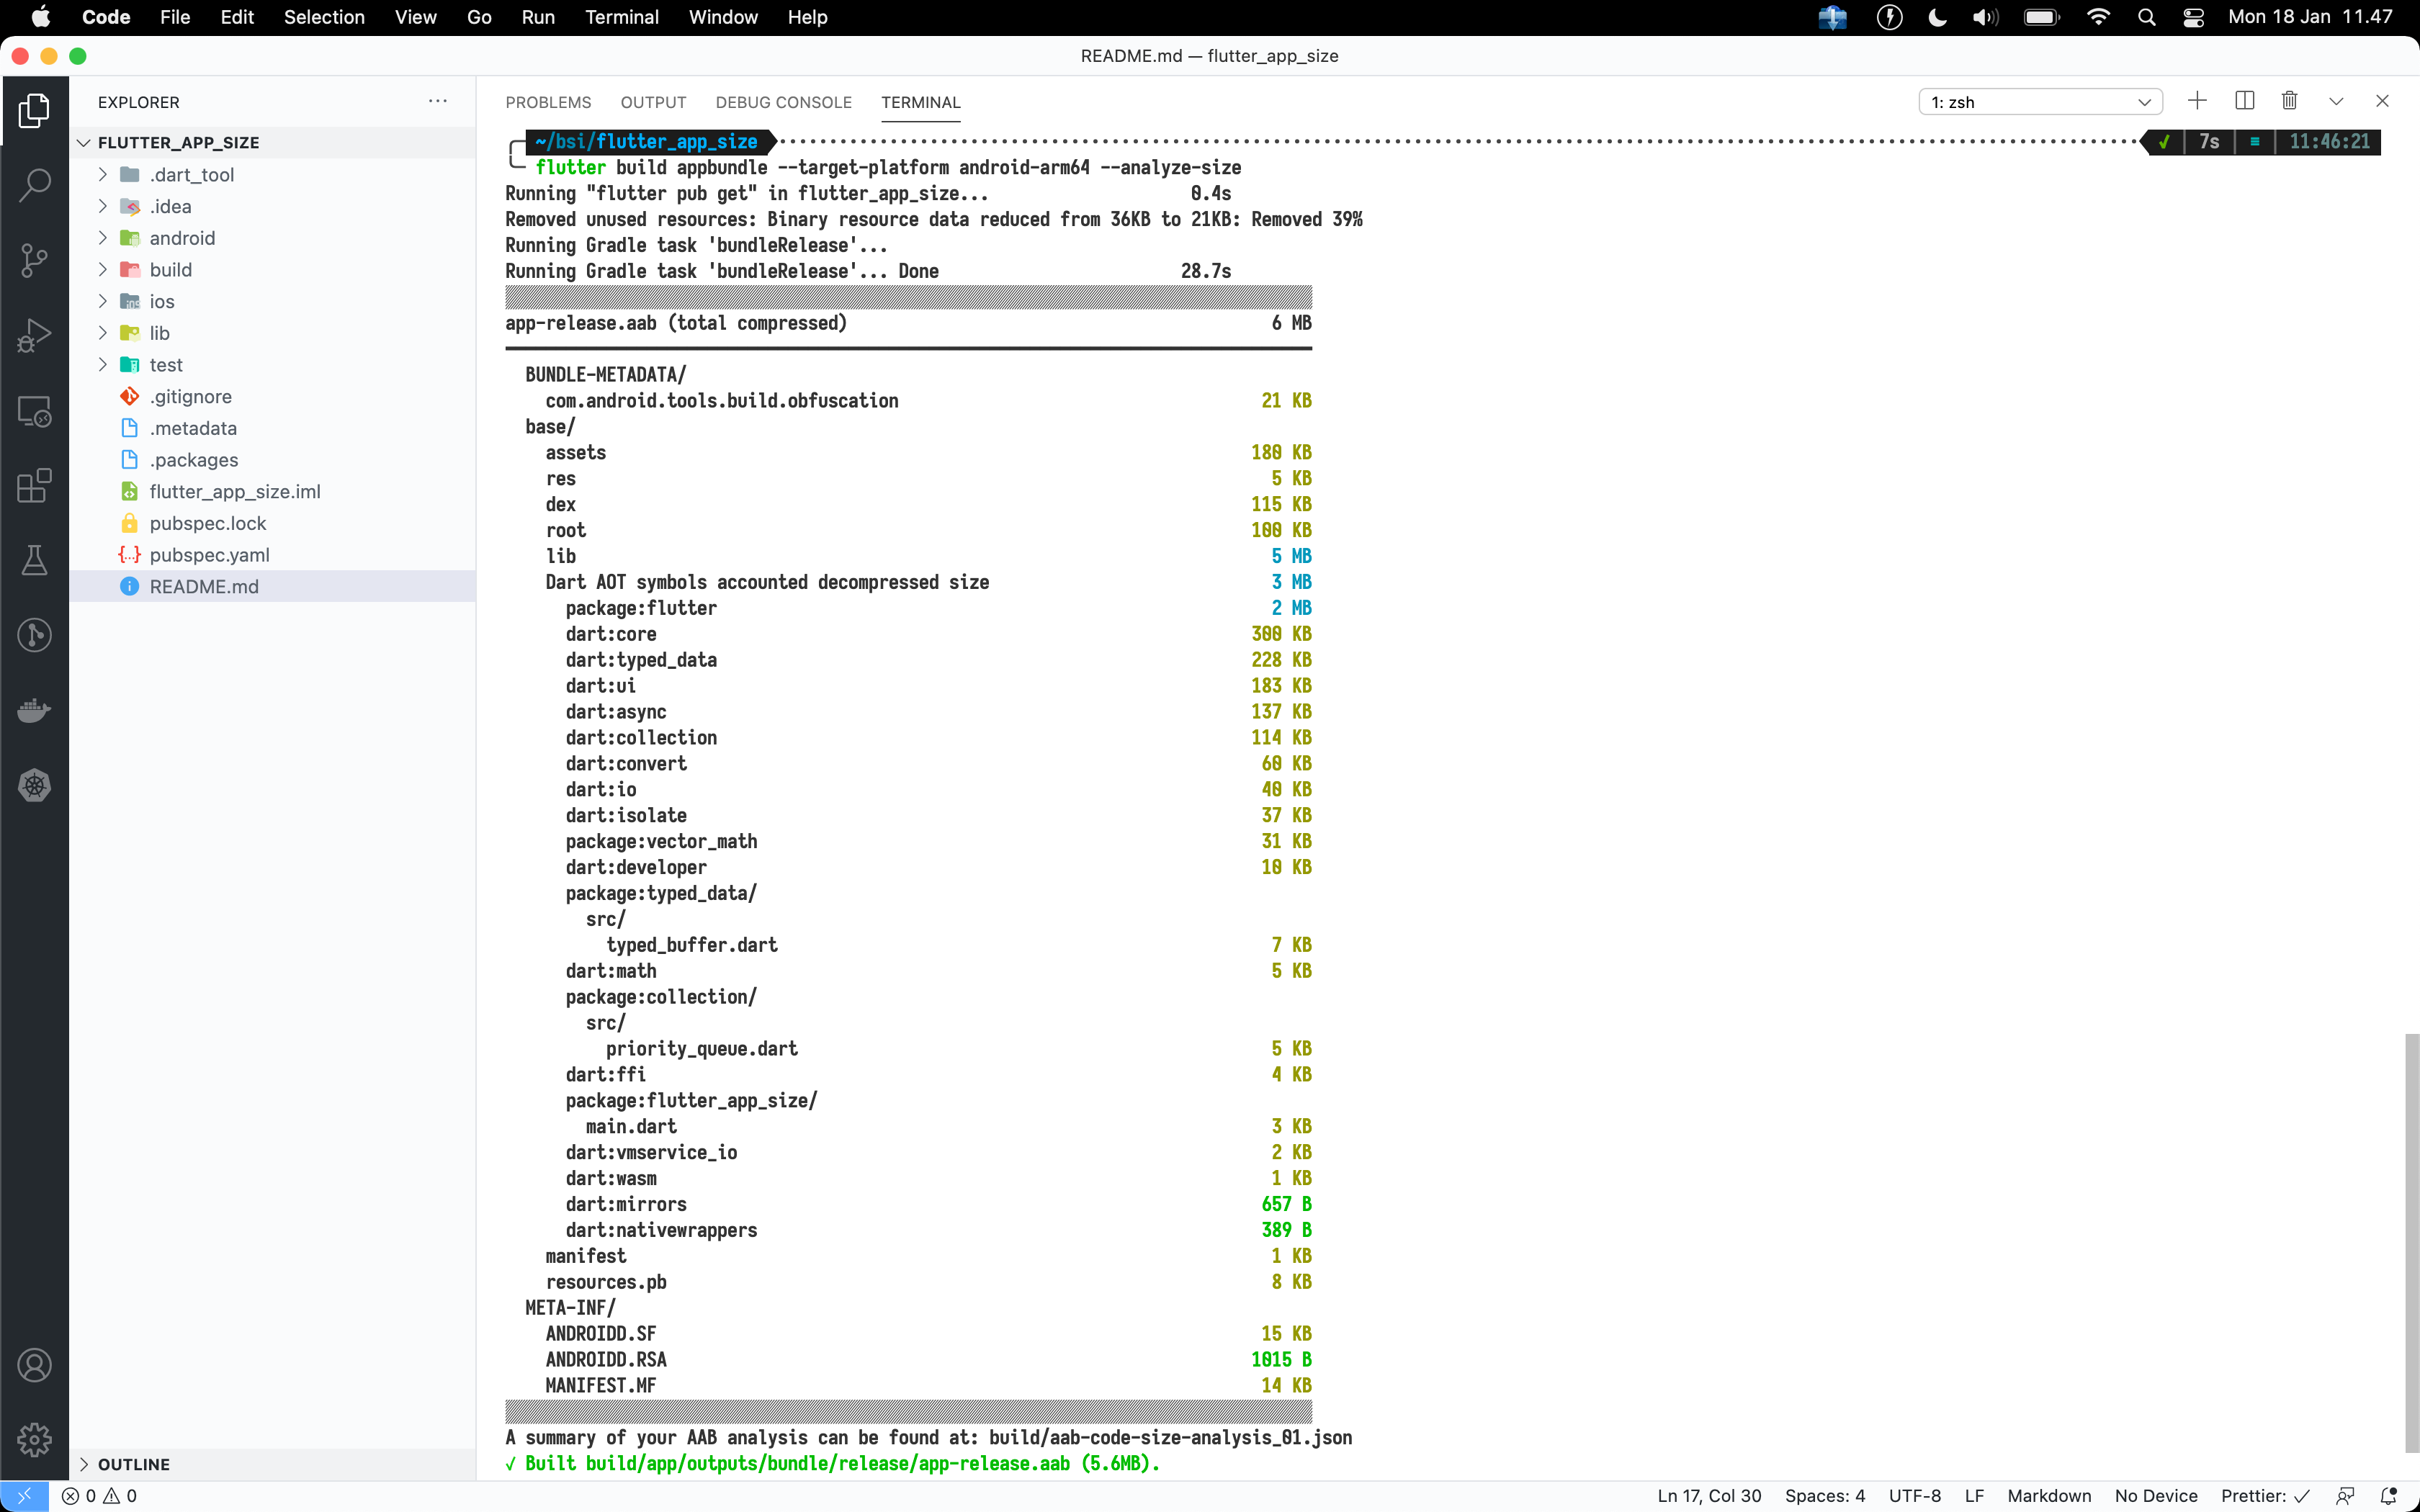 Code File Edit Selection View Go Run Terminal Window Help Mon 18 Jan 11.47
README.md — flutter_app_size
EXPLORER
FLUTTER_APP_SIZE
.dart_tool
.idea
android
build
ios
lib
test
.gitignore
.metadata
.packages
flutter_app_size.iml
pubspec.lock
pubspec.yaml
README.md
OUTLINE
PROBLEMS OUTPUT DEBUG CONSOLE TERMINAL 1: zsh
~/bsi/flutter_app_size ✓ 7s ≡ 11:46:21
flutter build appbundle --target-platform android-arm64 --analyze-size
Running "flutter pub get" in flutter_app_size... 0.4s
Removed unused resources: Binary resource data reduced from 36KB to 21KB: Removed 39%
Running Gradle task 'bundleRelease'...
Running Gradle task 'bundleRelease'... Done 28.7s
app-release.aab (total compressed) 6 MB
BUNDLE-METADATA/
com.android.tools.build.obfuscation 21 KB
base/
assets 180 KB
res 5 KB
dex 115 KB
root 100 KB
lib 5 MB
Dart AOT symbols accounted decompressed size 3 MB
package:flutter 2 MB
dart:core 300 KB
dart:typed_data 228 KB
dart:ui 183 KB
dart:async 137 KB
dart:collection 114 KB
dart:convert 60 KB
dart:io 40 KB
dart:isolate 37 KB
package:vector_math 31 KB
dart:developer 10 KB
package:typed_data/
src/
typed_buffer.dart 7 KB
dart:math 5 KB
package:collection/
src/
priority_queue.dart 5 KB
dart:ffi 4 KB
package:flutter_app_size/
main.dart 3 KB
dart:vmservice_io 2 KB
dart:wasm 1 KB
dart:mirrors 657 B
dart:nativewrappers 389 B
manifest 1 KB
resources.pb 8 KB
META-INF/
ANDROIDD.SF 15 KB
ANDROIDD.RSA 1015 B
MANIFEST.MF 14 KB
A summary of your AAB analysis can be found at: build/aab-code-size-analysis_01.json
✓ Built build/app/outputs/bundle/release/app-release.aab (5.6MB).
0 0 Ln 17, Col 30 Spaces: 4 UTF-8 LF Markdown No Device Prettier: ✓